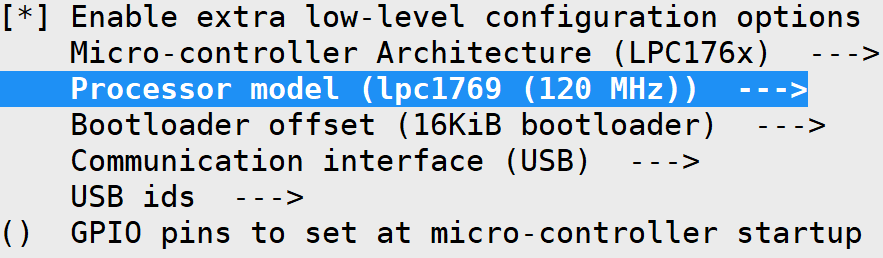 [*] Enable extra low-level configuration options
Micro-controller Architecture (LPC176x)  --->
Processor model (lpc1769 (120 MHz))  --->
Bootloader offset (16KiB bootloader)  --->
Communication interface (USB)  --->
USB ids  --->
()  GPIO pins to set at micro-controller startup